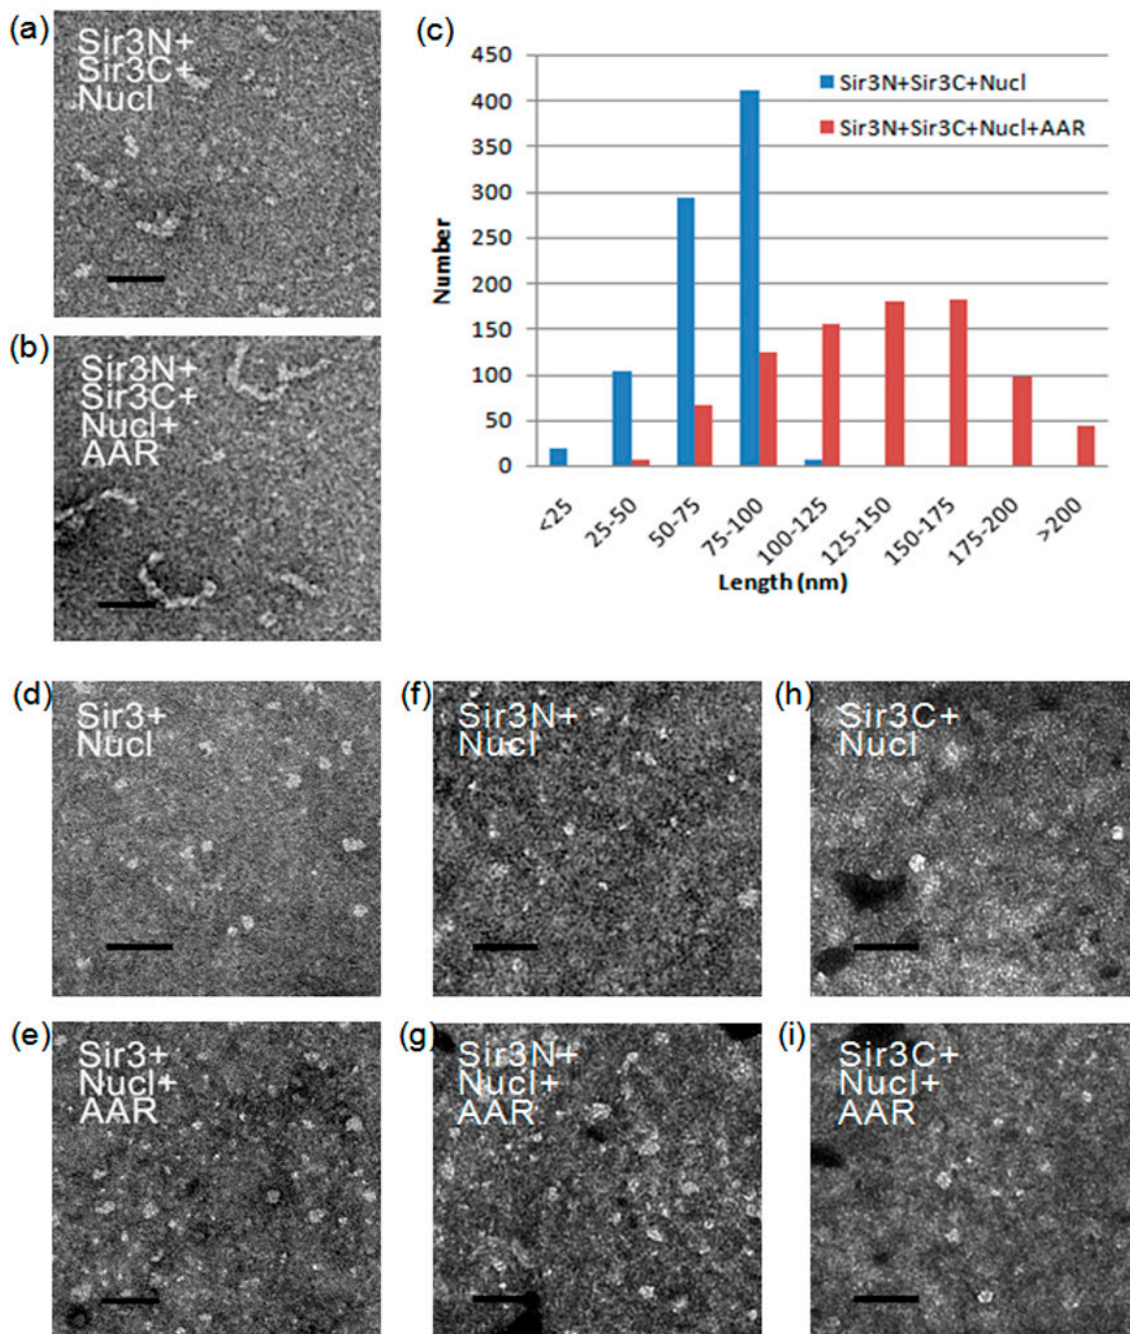 (a)
Sir3N+
Sir3C+
Nucl
(b)
Sir3N+
Sir3C+
Nucl+
AAR
(c)
450
400
350
300
250
200
150
100
50
0
Number
Sir3N+Sir3C+Nucl
Sir3N+Sir3C+Nucl+AAR
<25
25-50
50-75
75-100
100-125
125-150
150-175
175-200
>200
Length (nm)
(d)
Sir3+
Nucl
(f)
Sir3N+
Nucl
(h)
Sir3C+
Nucl
(e)
Sir3+
Nucl+
AAR
(g)
Sir3N+
Nucl+
AAR
(i)
Sir3C+
Nucl+
AAR